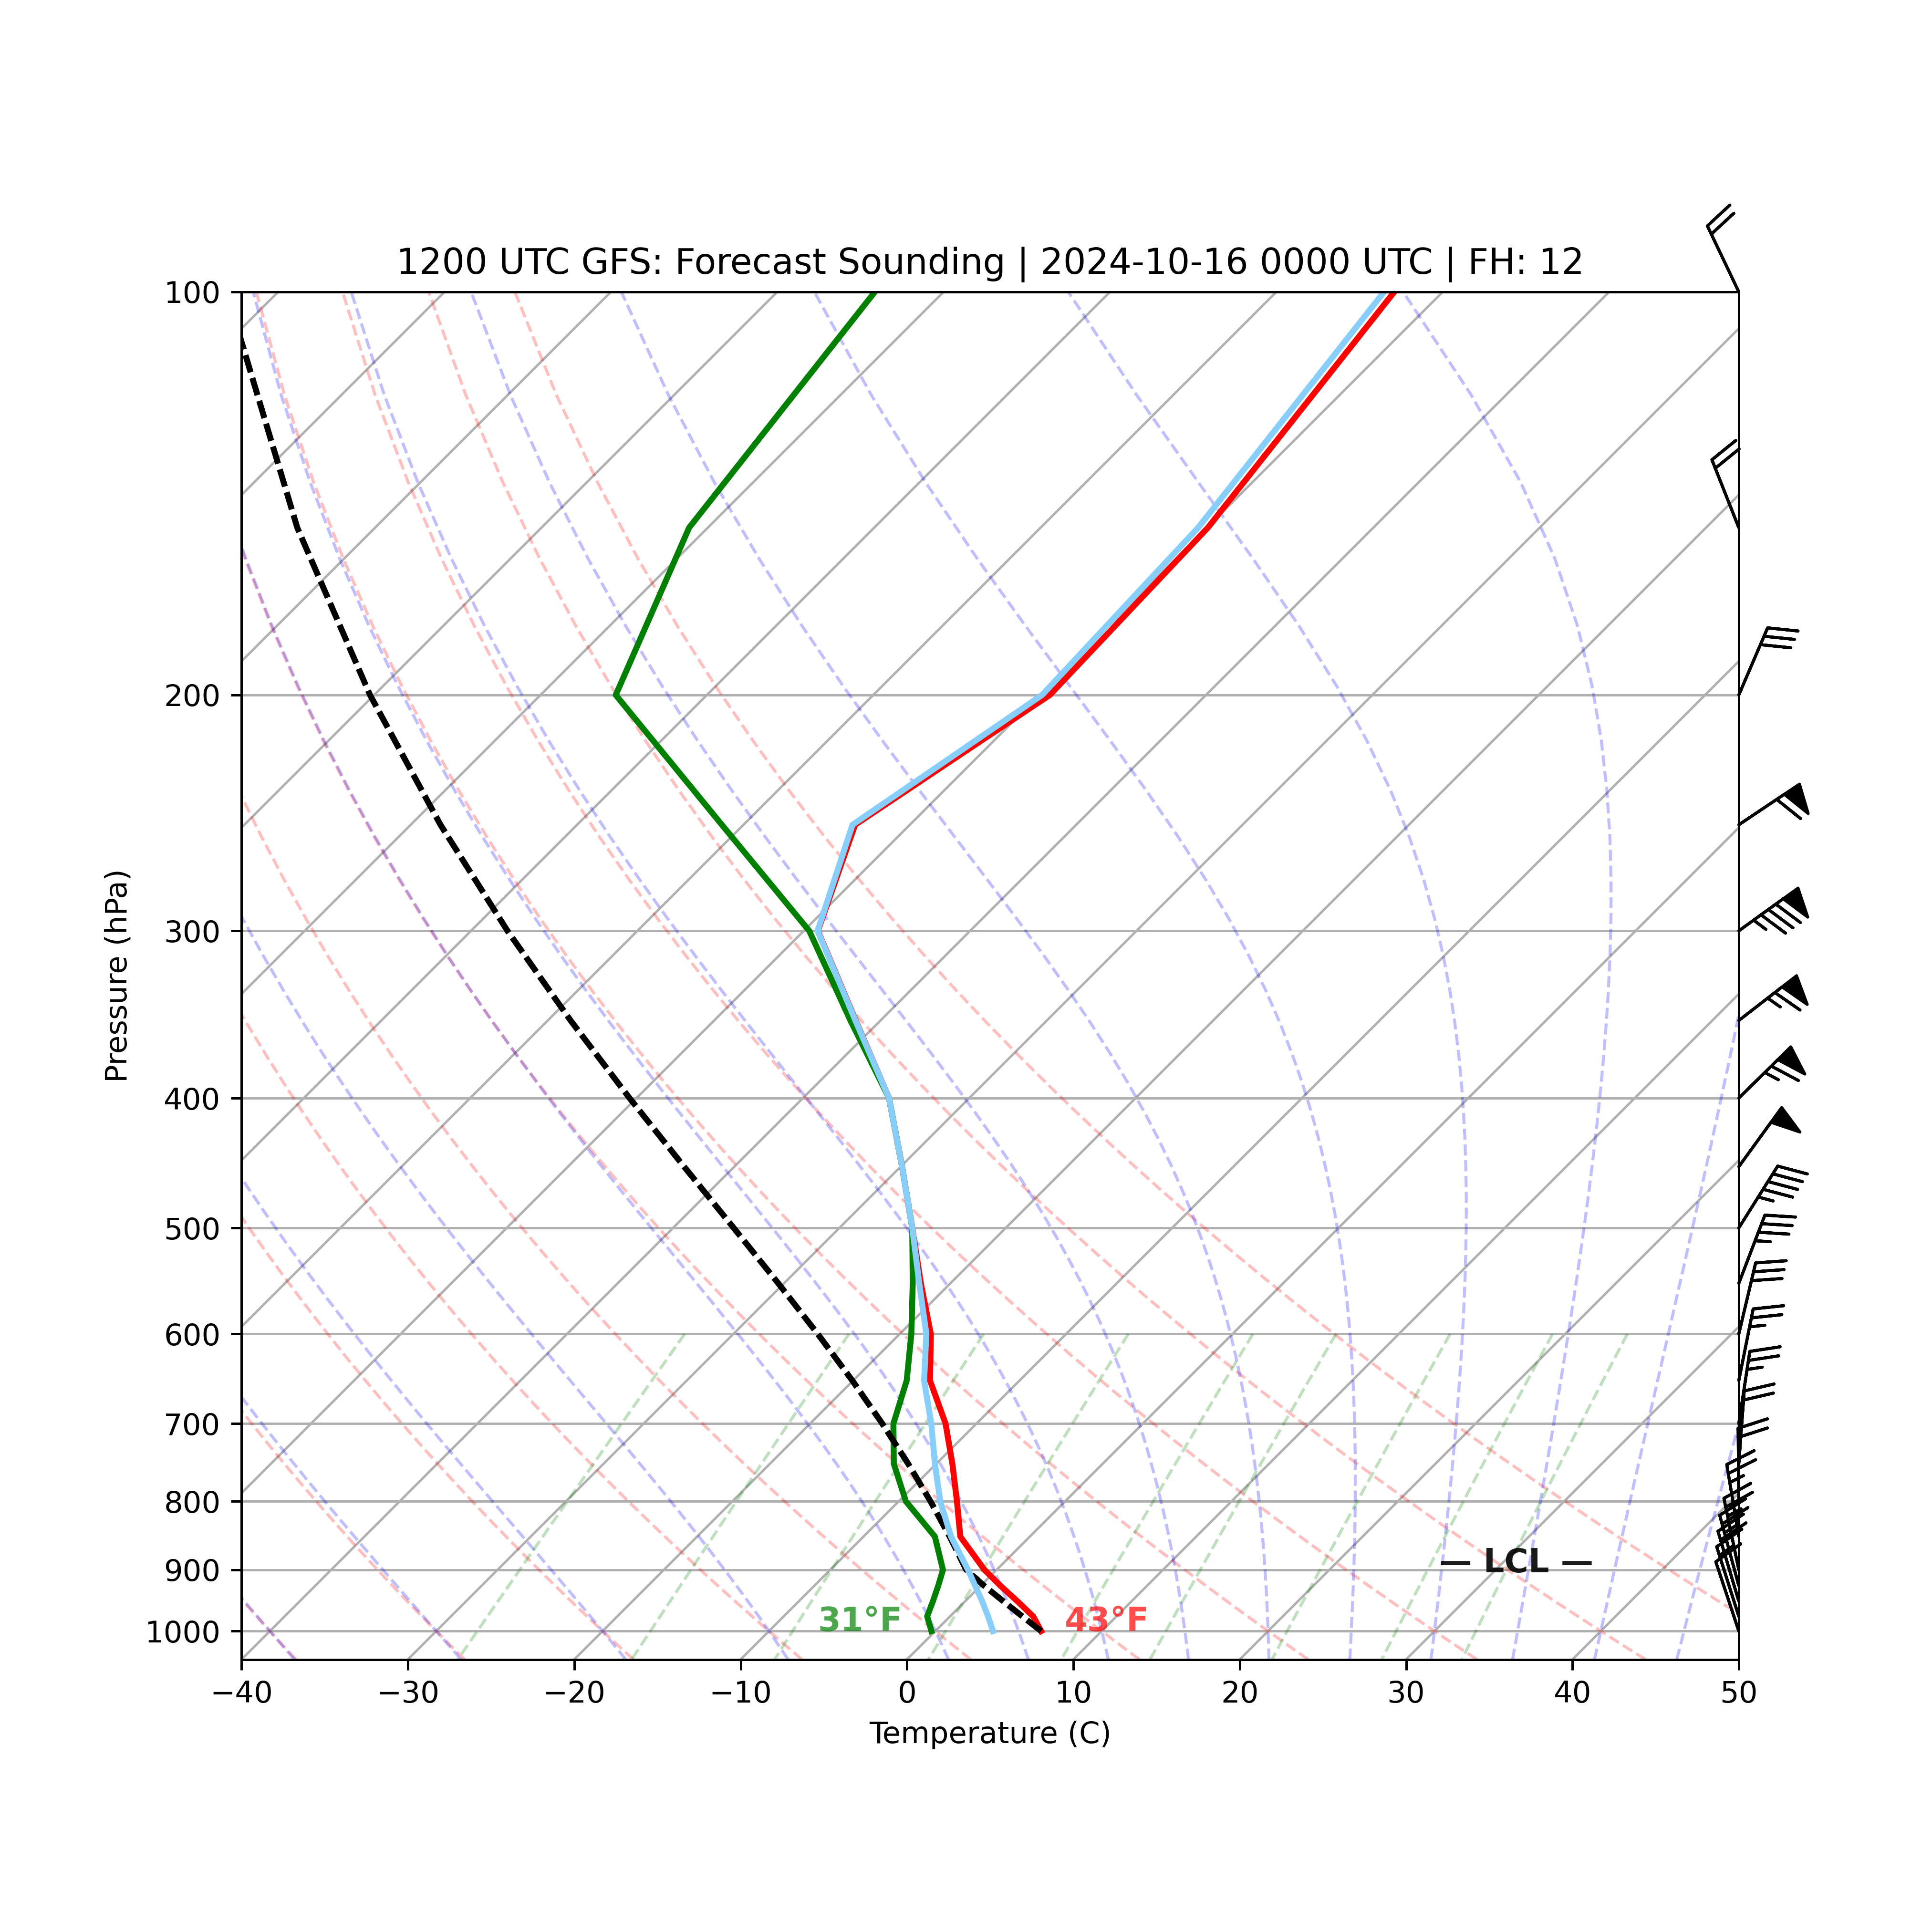 1200 UTC GFS: Forecast Sounding | 2024-10-16 0000 UTC | FH: 12
100
200
300
400
500
600
700
800
900
1000
Pressure (hPa)
— LCL —
31°F
43°F
−40 −30 −20 −10 0 10 20 30 40 50
Temperature (C)